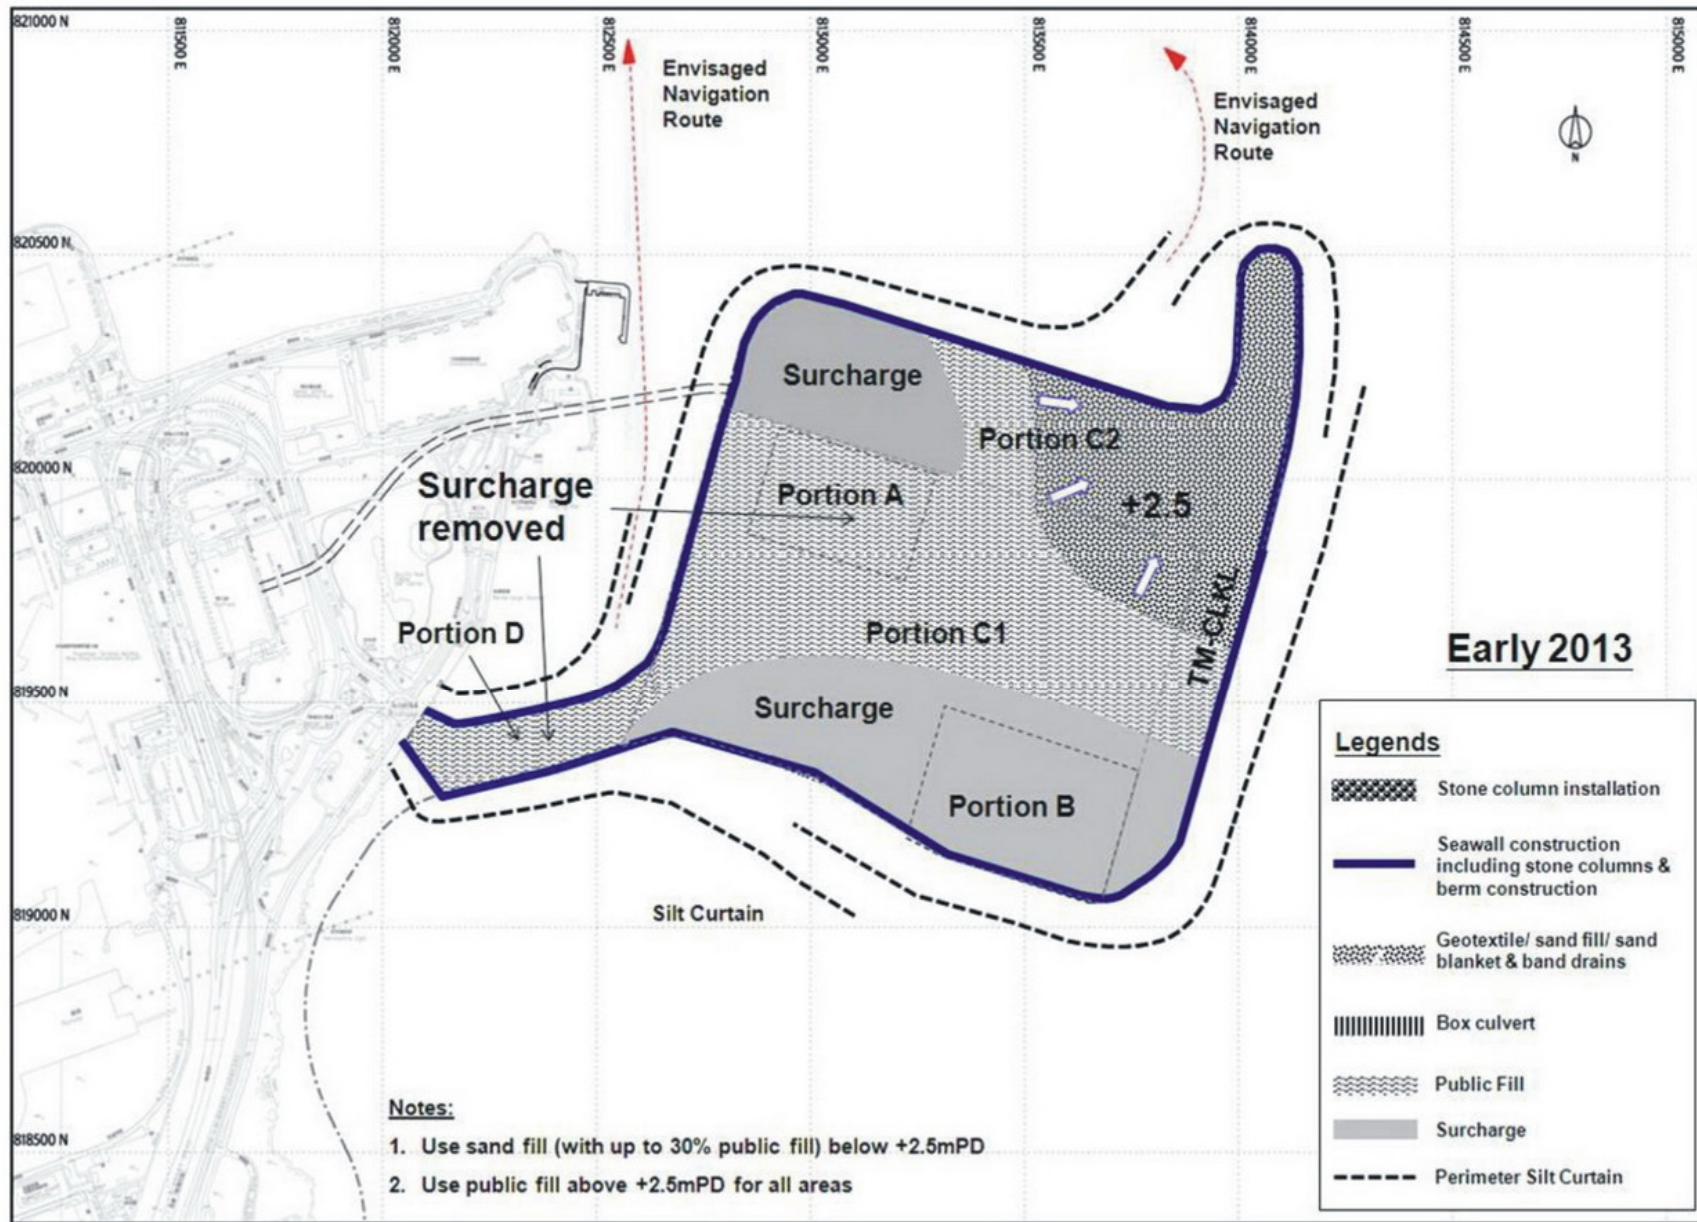 821000 N
811500 E
812000 E
812500 E
813000 E
813500 E
814000 E
814500 E
815000 E
Envisaged
Navigation
Route
Envisaged
Navigation
Route
N
820500 N
Surcharge
Portion C2
820000 N
Surcharge
removed
Portion A
+2.5
Portion D
Portion C1
TM-CLKL
Early 2013
819500 N
Surcharge
Portion B
819000 N
Silt Curtain
818500 N
Legends
Stone column installation
Seawall construction
including stone columns &
berm construction
Geotextile/ sand fill/ sand
blanket & band drains
Box culvert
Public Fill
Surcharge
Perimeter Silt Curtain
Notes:
1. Use sand fill (with up to 30% public fill) below +2.5mPD
2. Use public fill above +2.5mPD for all areas